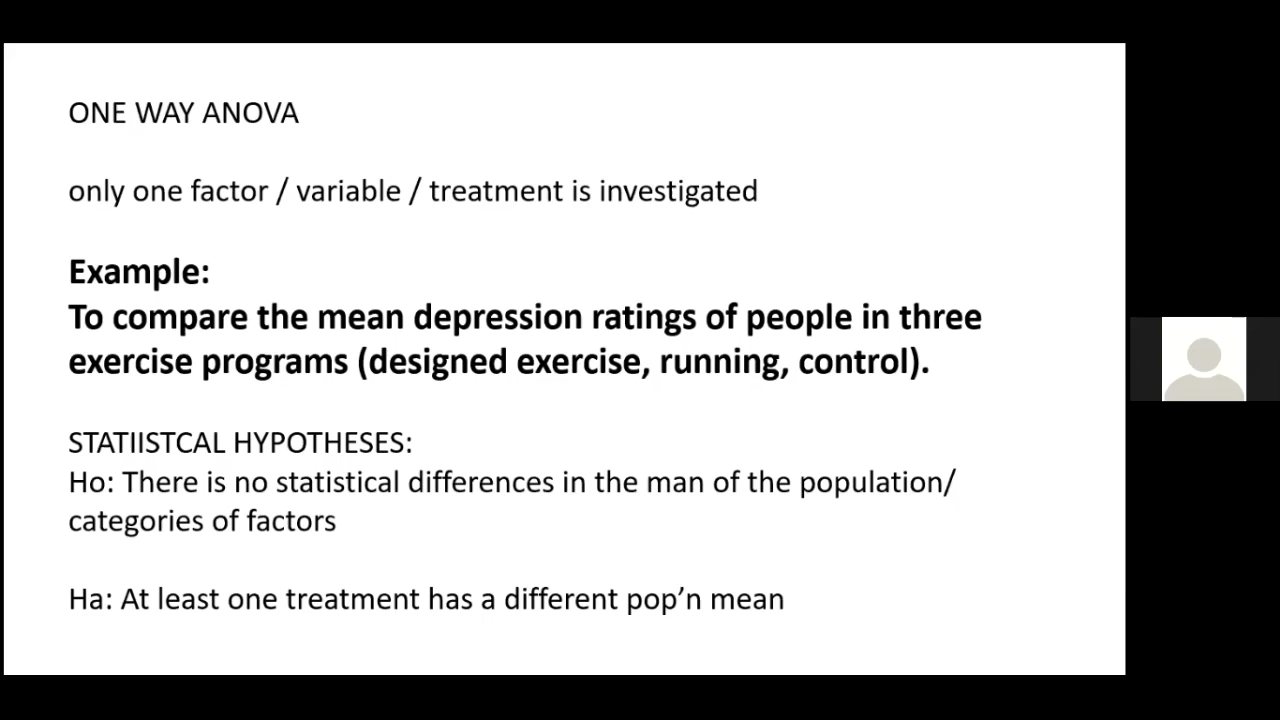 ONE WAY ANOVA
only one factor / variable / treatment is investigated
Example:
To compare the mean depression ratings of people in three
exercise programs (designed exercise, running, control).
STATIISTCAL HYPOTHESES:
Ho: There is no statistical differences in the man of the population/
categories of factors
Ha: At least one treatment has a different pop’n mean